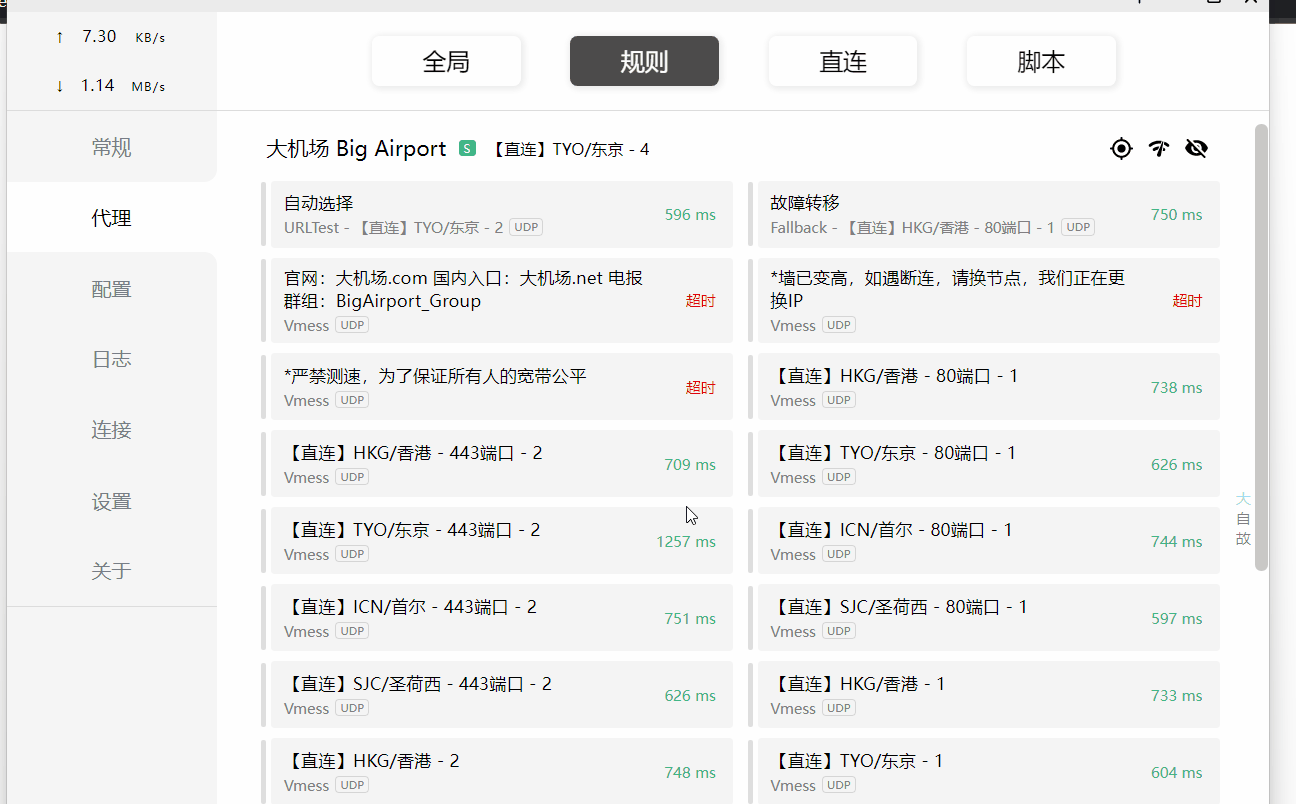 ↑ 7.30 KB/s
↓ 1.14 MB/s
全局
规则
直连
脚本
常规
代理
配置
日志
连接
设置
关于
大机场 Big Airport S 【直连】TYO/东京 - 4
自动选择
URLTest - 【直连】TYO/东京 - 2 UDP
596 ms
故障转移
Fallback - 【直连】HKG/香港 - 80端口 - 1 UDP
750 ms
官网：大机场.com 国内入口：大机场.net 电报
群组：BigAirport_Group
Vmess UDP
超时
*墙已变高，如遇断连，请换节点，我们正在更
换IP
Vmess UDP
超时
*严禁测速，为了保证所有人的宽带公平
Vmess UDP
超时
【直连】HKG/香港 - 80端口 - 1
Vmess UDP
738 ms
【直连】HKG/香港 - 443端口 - 2
Vmess UDP
709 ms
【直连】TYO/东京 - 80端口 - 1
Vmess UDP
626 ms
【直连】TYO/东京 - 443端口 - 2
Vmess UDP
1257 ms
【直连】ICN/首尔 - 80端口 - 1
Vmess UDP
744 ms
【直连】ICN/首尔 - 443端口 - 2
Vmess UDP
751 ms
【直连】SJC/圣荷西 - 80端口 - 1
Vmess UDP
597 ms
【直连】SJC/圣荷西 - 443端口 - 2
Vmess UDP
626 ms
【直连】HKG/香港 - 1
Vmess UDP
733 ms
【直连】HKG/香港 - 2
Vmess UDP
748 ms
【直连】TYO/东京 - 1
Vmess UDP
604 ms
大
自
故